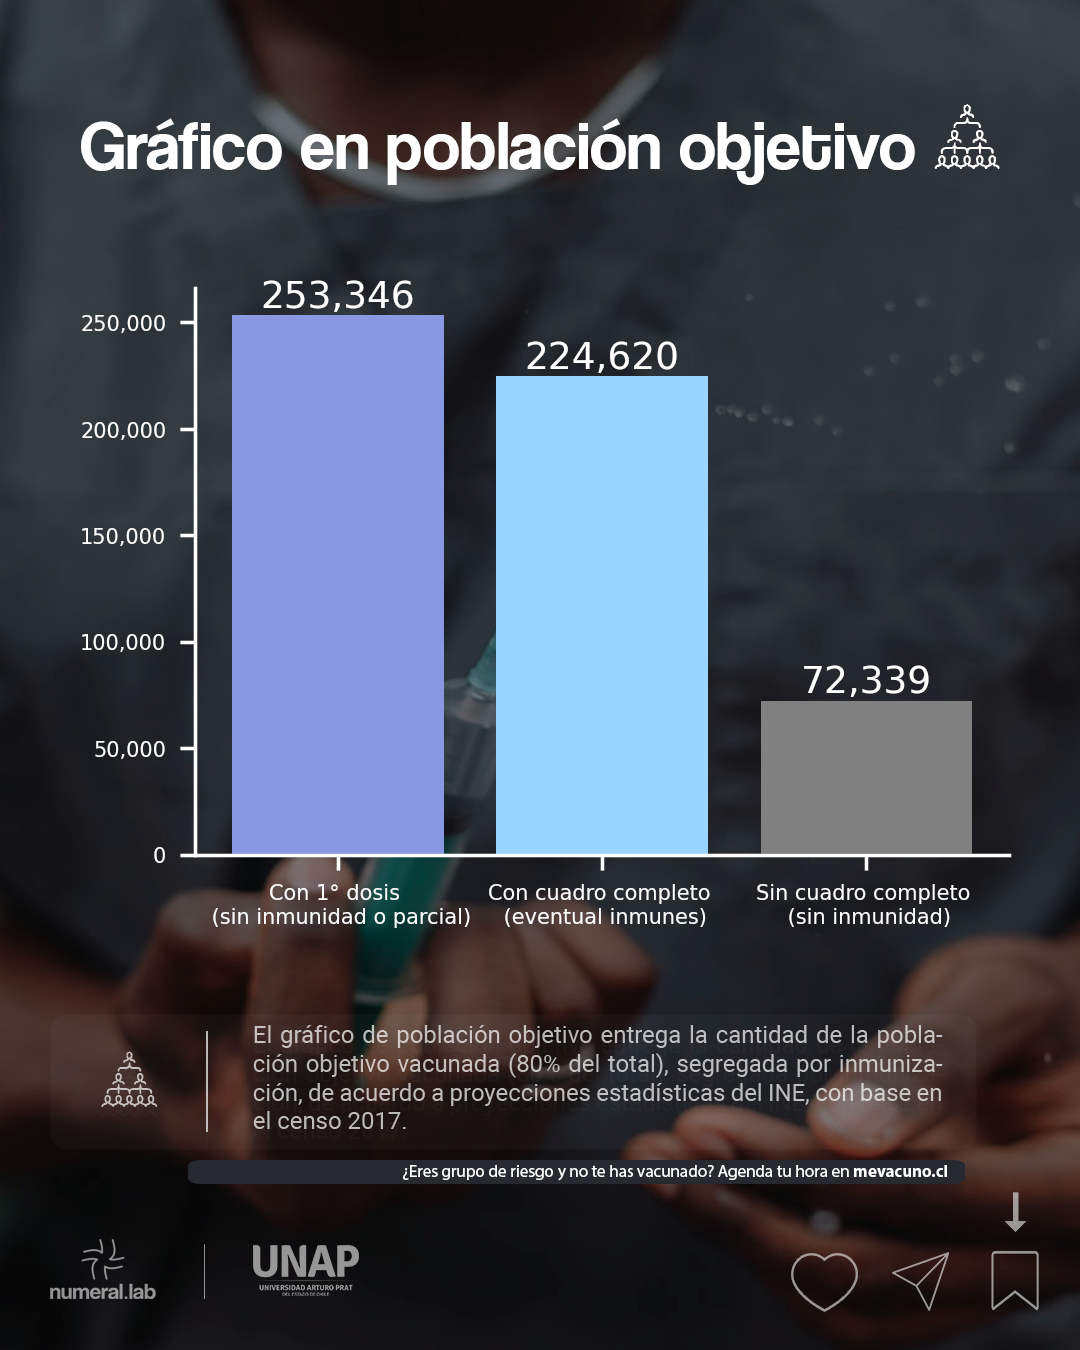 Gráfico en población objetivo
253,346
224,620
72,339
250,000
200,000
150,000
100,000
50,000
0
Con 1° dosis
(sin inmunidad o parcial)
Con cuadro completo
(eventual inmunes)
Sin cuadro completo
(sin inmunidad)
El gráfico de población objetivo entrega la cantidad de la pobla-
ción objetivo vacunada (80% del total), segregada por inmuniza-
ción, de acuerdo a proyecciones estadísticas del INE, con base en
el censo 2017.
¿Eres grupo de riesgo y no te has vacunado? Agenda tu hora en mevacuno.cl
numeral.lab
UNAP
UNIVERSIDAD ARTURO PRAT
DEL ESTADO DE CHILE